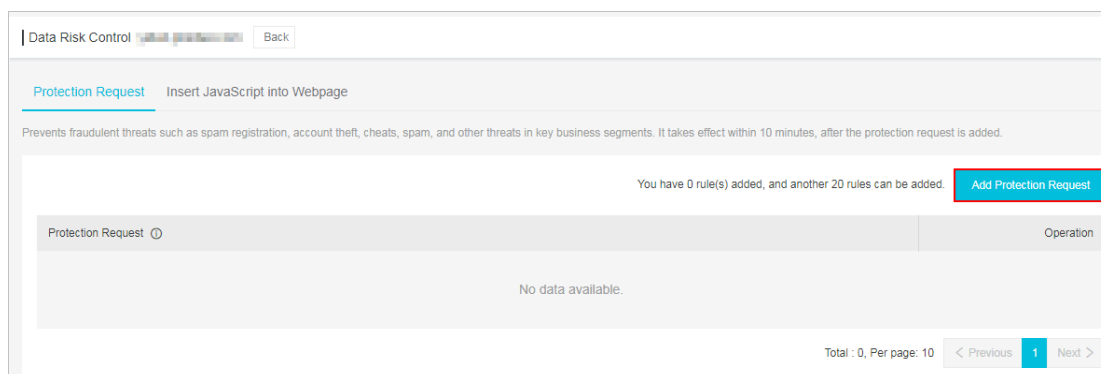 Data Risk Control Back
Protection Request Insert JavaScript into Webpage
Prevents fraudulent threats such as spam registration, account theft, cheats, spam, and other threats in key business segments. It takes effect within 10 minutes, after the protection request is added.
You have 0 rule(s) added, and another 20 rules can be added. Add Protection Request
Protection Request Operation
No data available.
Total : 0, Per page: 10 < Previous 1 Next >